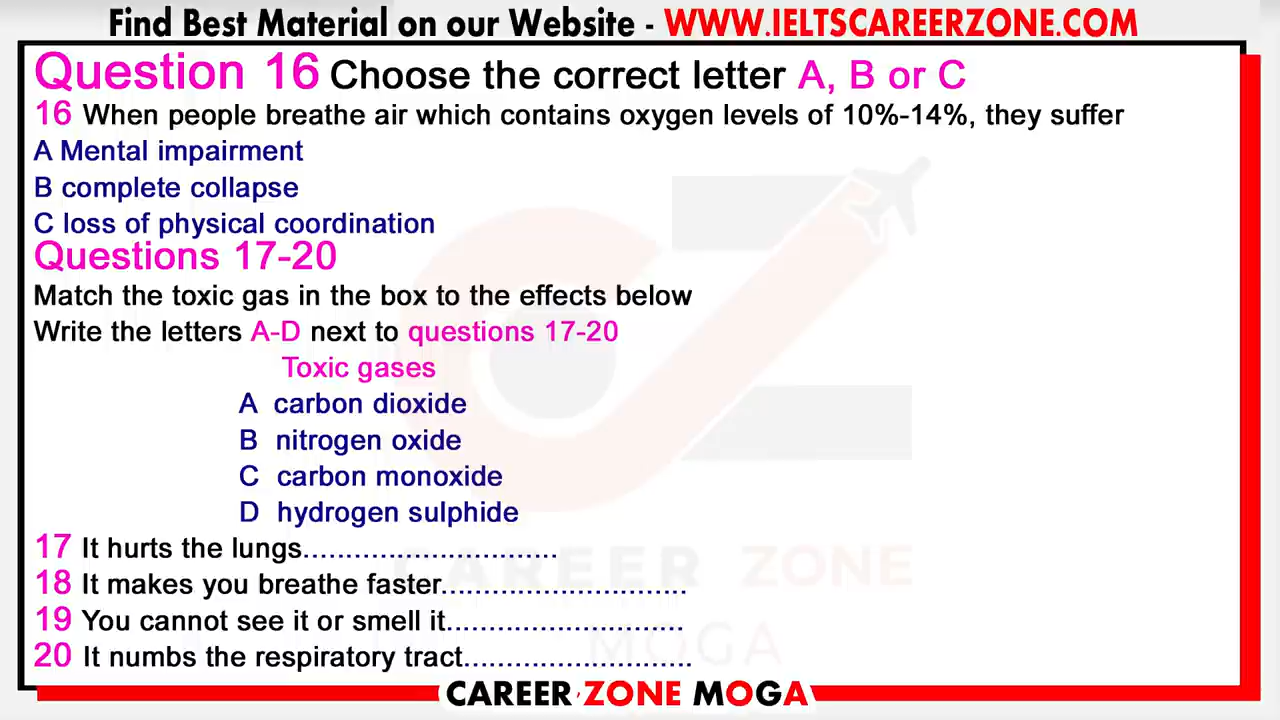 Find Best Material on our Website - WWW.IELTSCAREERZONE.COM
Question 16 Choose the correct letter A, B or C
16 When people breathe air which contains oxygen levels of 10%-14%, they suffer
A Mental impairment
B complete collapse
C loss of physical coordination
Questions 17-20
Match the toxic gas in the box to the effects below
Write the letters A-D next to questions 17-20
Toxic gases
A carbon dioxide
B nitrogen oxide
C carbon monoxide
D hydrogen sulphide
17 It hurts the lungs..............................
18 It makes you breathe faster.............................
19 You cannot see it or smell it............................
20 It numbs the respiratory tract...........................
CAREER ZONE
MOGA
CAREER ZONE MOGA